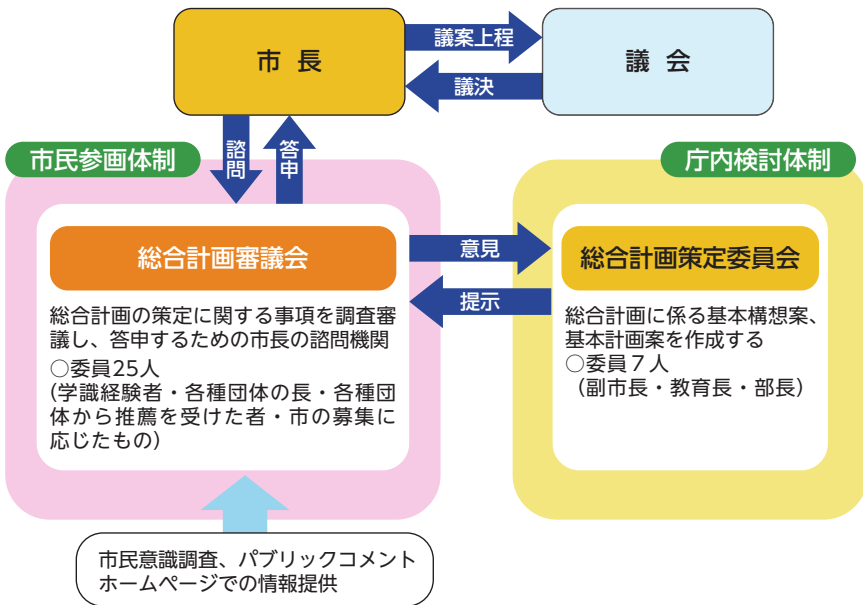 市 長
議案上程
議決
議 会
諮問
答申
市民参画体制
庁内検討体制
総合計画審議会
総合計画の策定に関する事項を調査審
議し、答申するための市長の諮問機関
○委員25人
(学識経験者・各種団体の長・各種団
体から推薦を受けた者・市の募集に
応じたもの)
意見
提示
総合計画策定委員会
総合計画に係る基本構想案、
基本計画案を作成する
○委員７人
（副市長・教育長・部長）
市民意識調査、パブリックコメント
ホームページでの情報提供